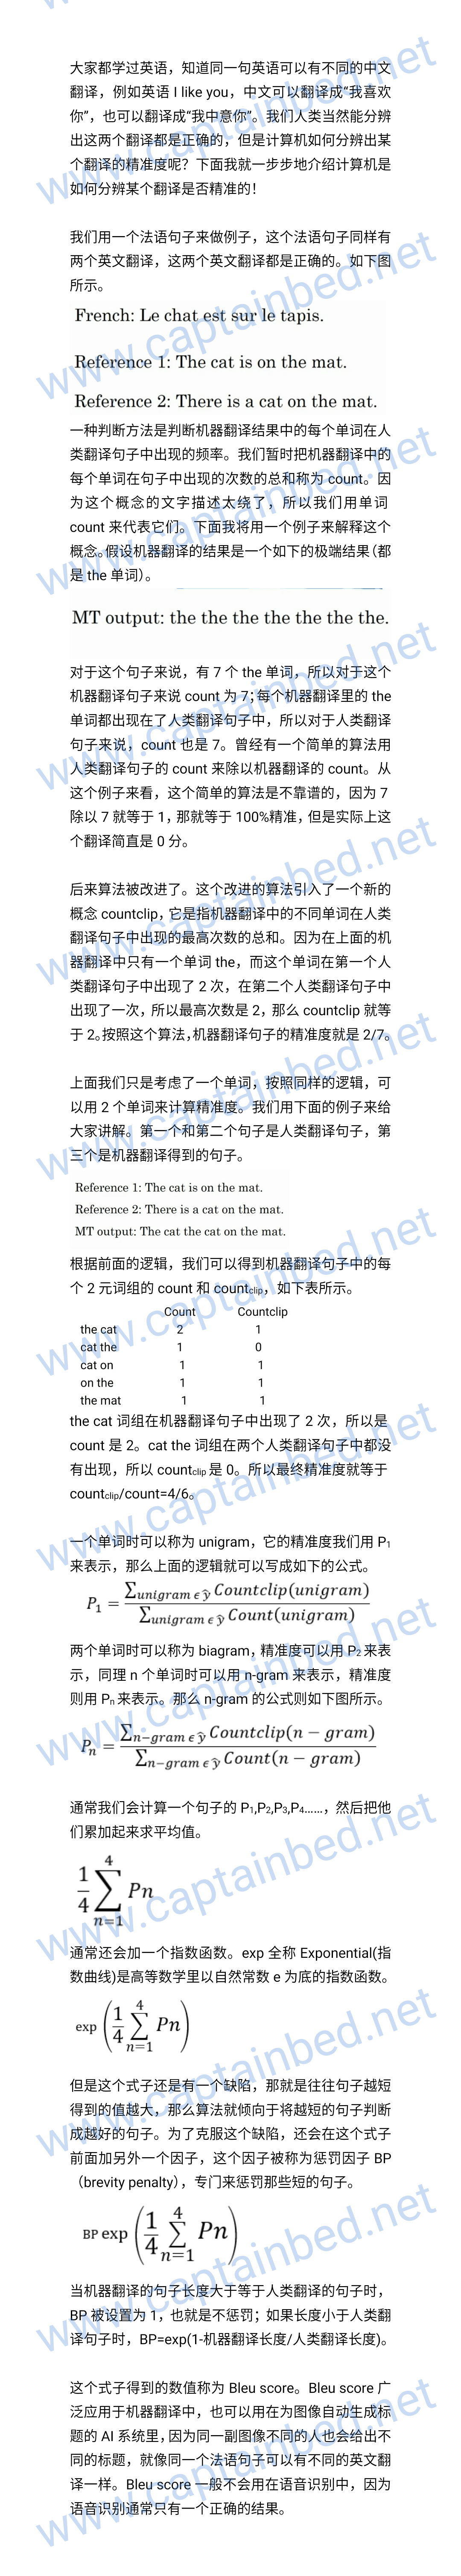 大家都学过英语，知道同一句英语可以有不同的中文
翻译，例如英语 I like you，中文可以翻译成“我喜欢
你”，也可以翻译成“我中意你”。我们人类当然能分辨
出这两个翻译都是正确的，但是计算机如何分辨出某
个翻译的精准度呢？下面我就一步步地介绍计算机是
如何分辨某个翻译是否精准的！
我们用一个法语句子来做例子，这个法语句子同样有
两个英文翻译，这两个英文翻译都是正确的。如下图
所示。
French: Le chat est sur le tapis.
Reference 1: The cat is on the mat.
Reference 2: There is a cat on the mat.
一种判断方法是判断机器翻译结果中的每个单词在人
类翻译句子中出现的频率。我们暂时把机器翻译中的
每个单词在句子中出现的次数的总和称为 count。因
为这个概念的文字描述太绕了，所以我们用单词
count 来代表它们。下面我将用一个例子来解释这个
概念。假设机器翻译的结果是一个如下的极端结果（都
是 the 单词）。
MT output: the the the the the the the.
对于这个句子来说，有 7 个 the 单词，所以对于这个
机器翻译句子来说 count 为 7；每个机器翻译里的 the
单词都出现在了人类翻译句子中，所以对于人类翻译
句子来说，count 也是 7。曾经有一个简单的算法用
人类翻译句子的 count 来除以机器翻译的 count。从
这个例子来看，这个简单的算法是不靠谱的，因为 7
除以 7 就等于 1，那就等于 100%精准，但是实际上这
个翻译简直是 0 分。
后来算法被改进了。这个改进的算法引入了一个新的
概念 countclip，它是指机器翻译中的不同单词在人类
翻译句子中出现的最高次数的总和。因为在上面的机
器翻译中只有一个单词 the，而这个单词在第一个人
类翻译句子中出现了 2 次，在第二个人类翻译句子中
出现了一次，所以最高次数是 2，那么 countclip 就等
于 2。按照这个算法，机器翻译句子的精准度就是 2/7。
上面我们只是考虑了一个单词，按照同样的逻辑，可
以用 2 个单词来计算精准度。我们用下面的例子来给
大家讲解。第一个和第二个句子是人类翻译句子，第
三个是机器翻译得到的句子。
Reference 1: The cat is on the mat.
Reference 2: There is a cat on the mat.
MT output: The cat the cat on the mat.
根据前面的逻辑，我们可以得到机器翻译句子中的每
个 2 元词组的 count 和 countclip，如下表所示。
Count Countclip
the cat 2 1
cat the 1 0
cat on 1 1
on the 1 1
the mat 1 1
the cat 词组在机器翻译句子中出现了 2 次，所以是
count 是 2。cat the 词组在两个人类翻译句子中都没
有出现，所以 countclip 是 0。所以最终精准度就等于
countclip/count=4/6。
一个单词时可以称为 unigram，它的精准度我们用 P1
来表示，那么上面的逻辑就可以写成如下的公式。
P₁ = ∑unigram ϵ ŷ Countclip(unigram) / ∑unigram ϵ ŷ Count(unigram)
两个单词时可以称为 biagram，精准度可以用 P2 来表
示，同理 n 个单词时可以用 n-gram 来表示，精准度
则用 Pn 来表示。那么 n-gram 的公式则如下图所示。
Pₙ = ∑n−gram ϵ ŷ Countclip(n − gram) / ∑n−gram ϵ ŷ Count(n − gram)
通常我们会计算一个句子的 P1,P2,P3,P4……，然后把他
们累加起来求平均值。
1/4 ∑n=1 4 Pn
通常还会加一个指数函数。exp 全称 Exponential(指
数曲线)是高等数学里以自然常数 e 为底的指数函数。
exp (1/4 ∑n=1 4 Pn)
但是这个式子还是有一个缺陷，那就是往往句子越短
得到的值越大，那么算法就倾向于将越短的句子判断
成越好的句子。为了克服这个缺陷，还会在这个式子
前面加另外一个因子，这个因子被称为惩罚因子 BP
（brevity penalty），专门来惩罚那些短的句子。
BP exp (1/4 ∑n=1 4 Pn)
当机器翻译的句子长度大于等于人类翻译的句子时，
BP 被设置为 1，也就是不惩罚；如果长度小于人类翻
译句子时，BP=exp(1-机器翻译长度/人类翻译长度)。
这个式子得到的数值称为 Bleu score。Bleu score 广
泛应用于机器翻译中，也可以用在为图像自动生成标
题的 AI 系统里，因为同一副图像不同的人也会给出不
同的标题，就像同一个法语句子可以有不同的英文翻
译一样。Bleu score 一般不会用在语音识别中，因为
语音识别通常只有一个正确的结果。
www.captainbed.net